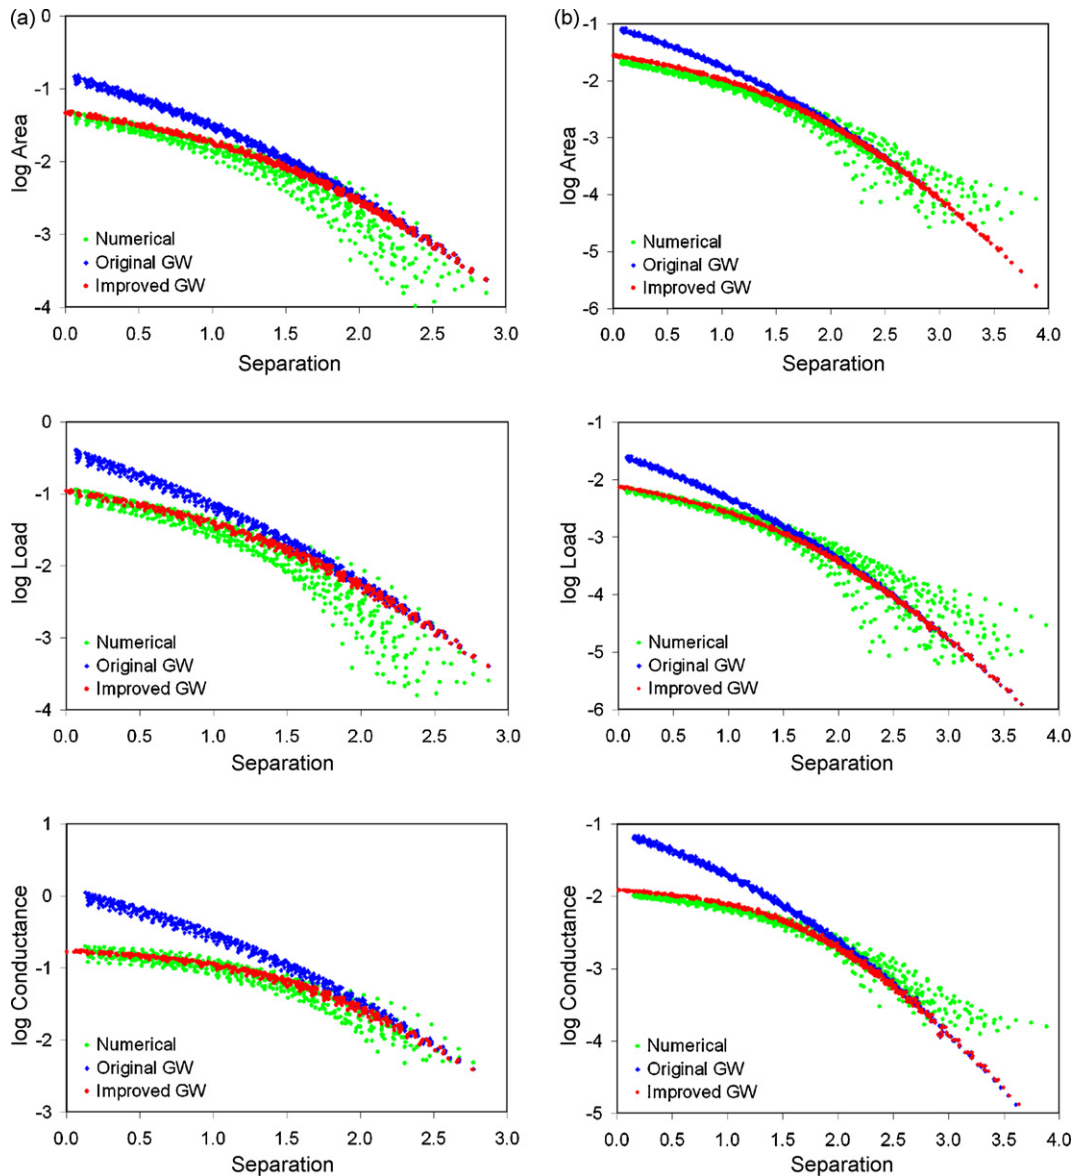 (a)
0
-1
-2
-3
-4
log Area
Numerical
Original GW
Improved GW
0.0 0.5 1.0 1.5 2.0 2.5 3.0
Separation
(b)
-1
-2
-3
-4
-5
-6
log Area
Numerical
Original GW
Improved GW
0.0 0.5 1.0 1.5 2.0 2.5 3.0 3.5 4.0
Separation
0
-1
-2
-3
-4
log Load
Numerical
Original GW
Improved GW
0.0 0.5 1.0 1.5 2.0 2.5 3.0
Separation
-1
-2
-3
-4
-5
-6
log Load
Numerical
Original GW
Improved GW
0.0 0.5 1.0 1.5 2.0 2.5 3.0 3.5 4.0
Separation
1
0
-1
-2
-3
log Conductance
Numerical
Original GW
Improved GW
0.0 0.5 1.0 1.5 2.0 2.5 3.0
Separation
-1
-2
-3
-4
-5
log Conductance
Numerical
Original GW
Improved GW
0.0 0.5 1.0 1.5 2.0 2.5 3.0 3.5 4.0
Separation